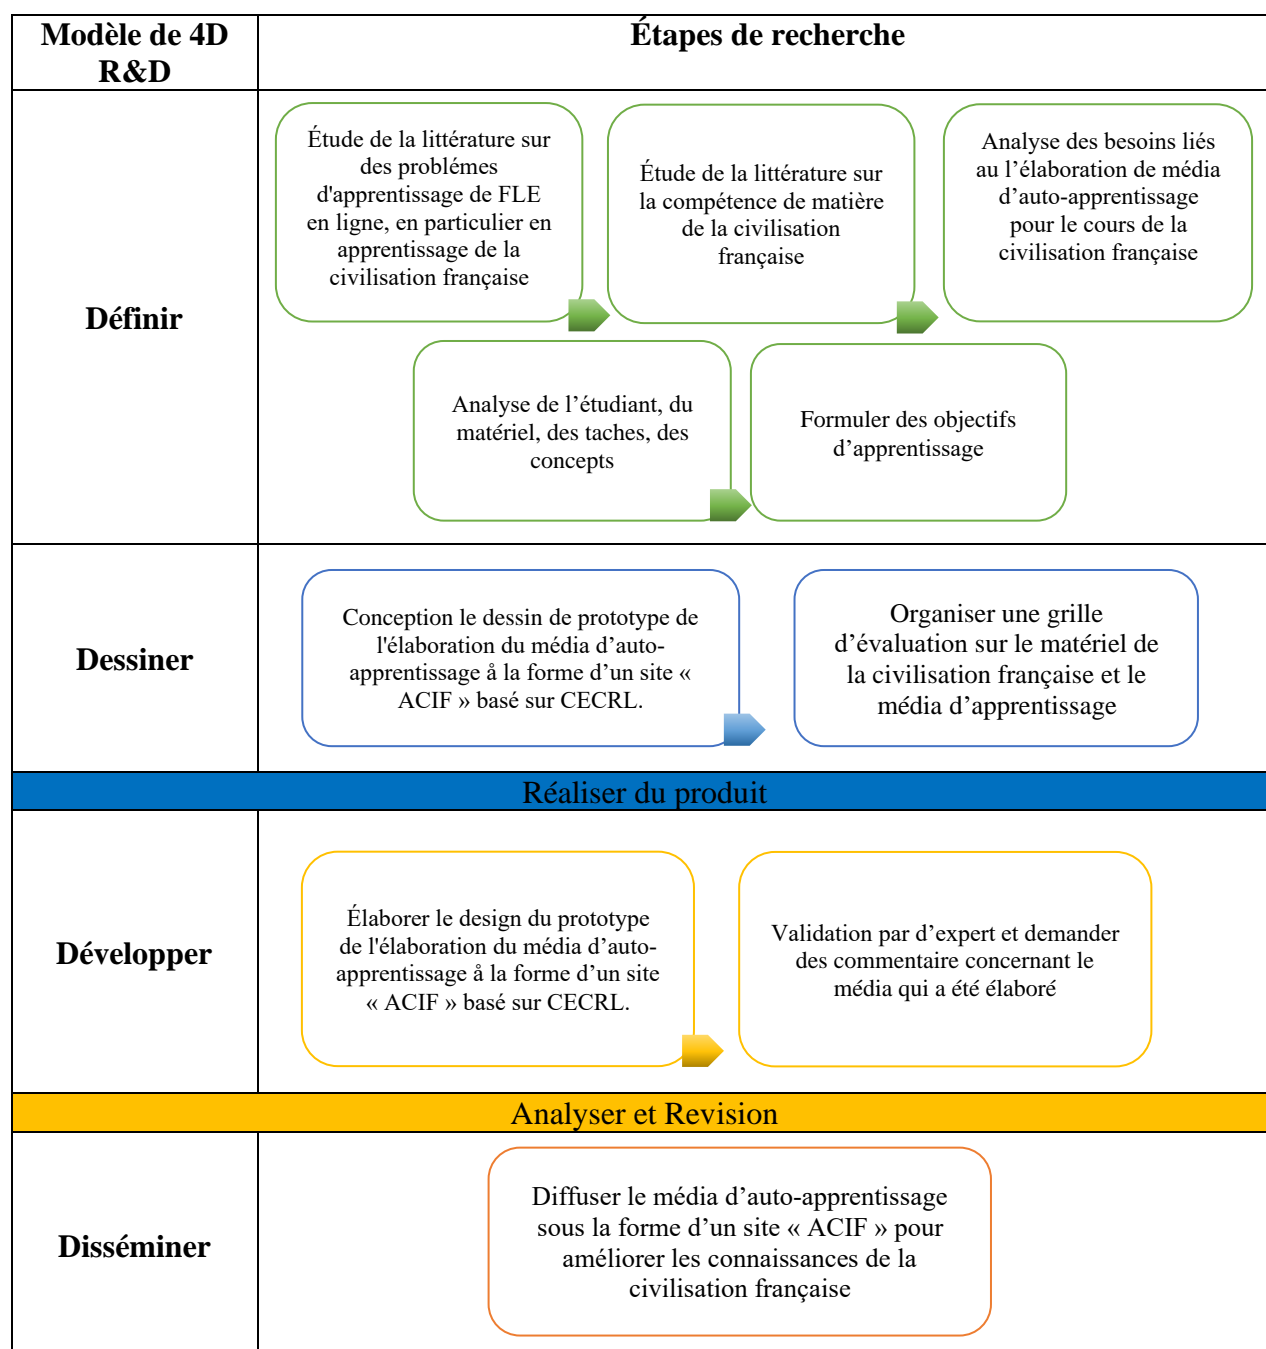 Modèle de 4D
R&D
Étapes de recherche
Définir
Étude de la littérature sur
des problémes
d'apprentissage de FLE
en ligne, en particulier en
apprentissage de la
civilisation française
Étude de la littérature sur
la compétence de matière
de la civilisation
française
Analyse des besoins liés
au l’élaboration de média
d’auto-apprentissage
pour le cours de la
civilisation française
Analyse de l’étudiant, du
matériel, des taches, des
concepts
Formuler des objectifs
d’apprentissage
Dessiner
Conception le dessin de prototype de
l'élaboration du média d’auto-
apprentissage å la forme d’un site «
ACIF » basé sur CECRL.
Organiser une grille
d’évaluation sur le matériel de
la civilisation française et le
média d’apprentissage
Réaliser du produit
Développer
Élaborer le design du prototype
de l'élaboration du média d’auto-
apprentissage å la forme d’un site
« ACIF » basé sur CECRL.
Validation par d’expert et demander
des commentaire concernant le
média qui a été élaboré
Analyser et Revision
Disséminer
Diffuser le média d’auto-apprentissage
sous la forme d’un site « ACIF » pour
améliorer les connaissances de la
civilisation française